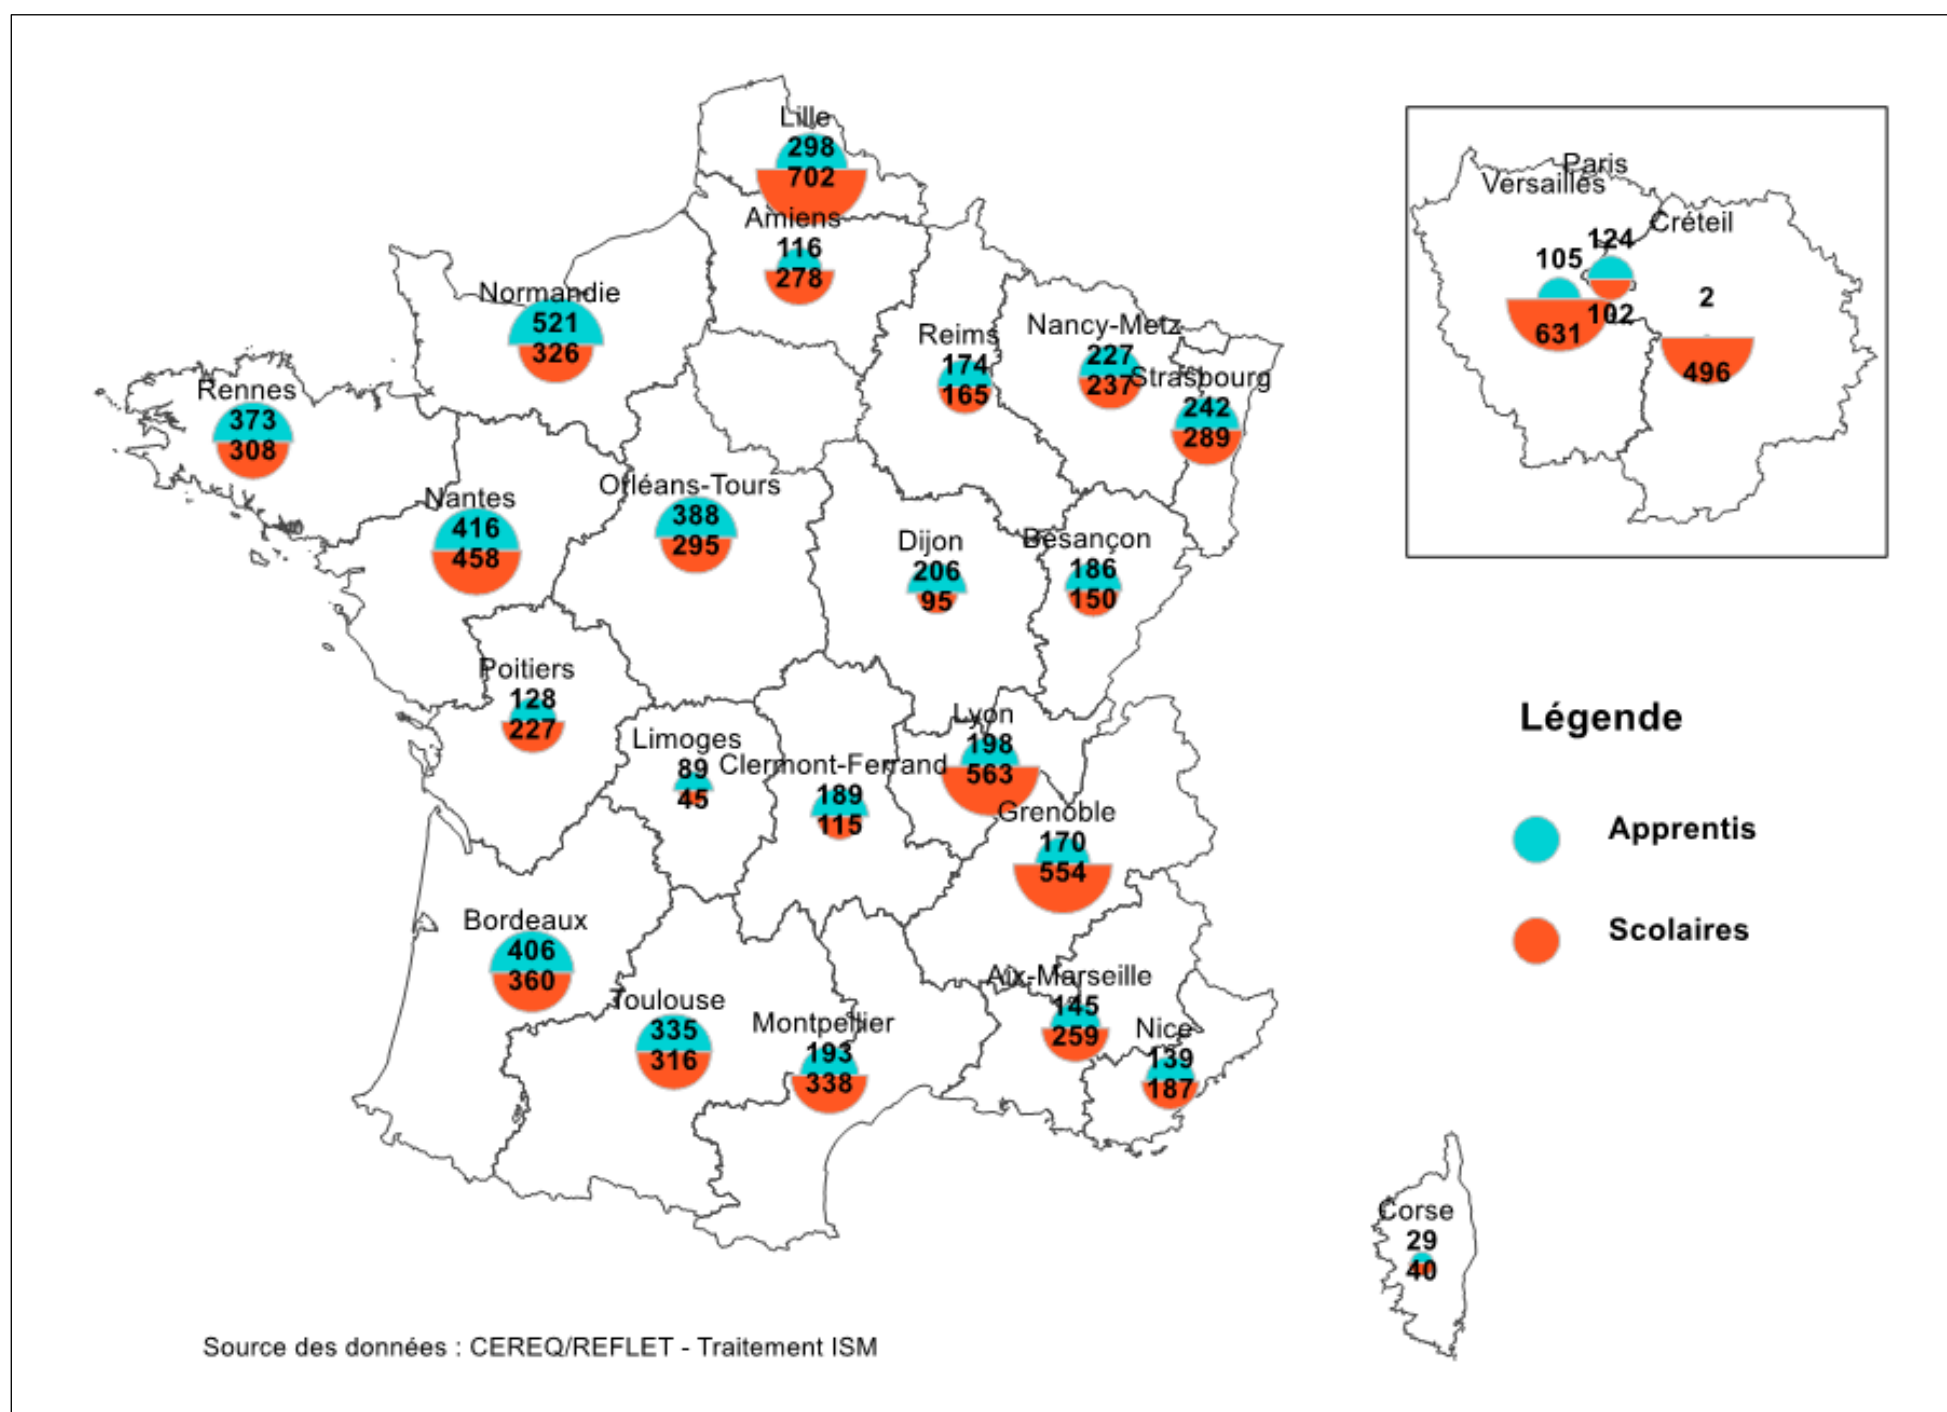 Lille
298
702
Amiens
116
278
Normandie
521
326
Reims
174
165
Nancy-Metz
227
237
Strasbourg
242
289
Rennes
373
308
Nantes
416
458
Orléans-Tours
388
295
Dijon
206
95
Besançon
186
150
Poitiers
128
227
Limoges
89
45
Clermont-Ferrand
189
115
Lyon
198
563
Grenoble
170
554
Bordeaux
406
360
Toulouse
335
316
Montpellier
193
338
Aix-Marseille
145
259
Nice
139
187
Corse
29
40
Paris
Versailles
Créteil
124
105
2
102
631
496
Légende
Apprentis
Scolaires
Source des données : CEREQ/REFLET - Traitement ISM